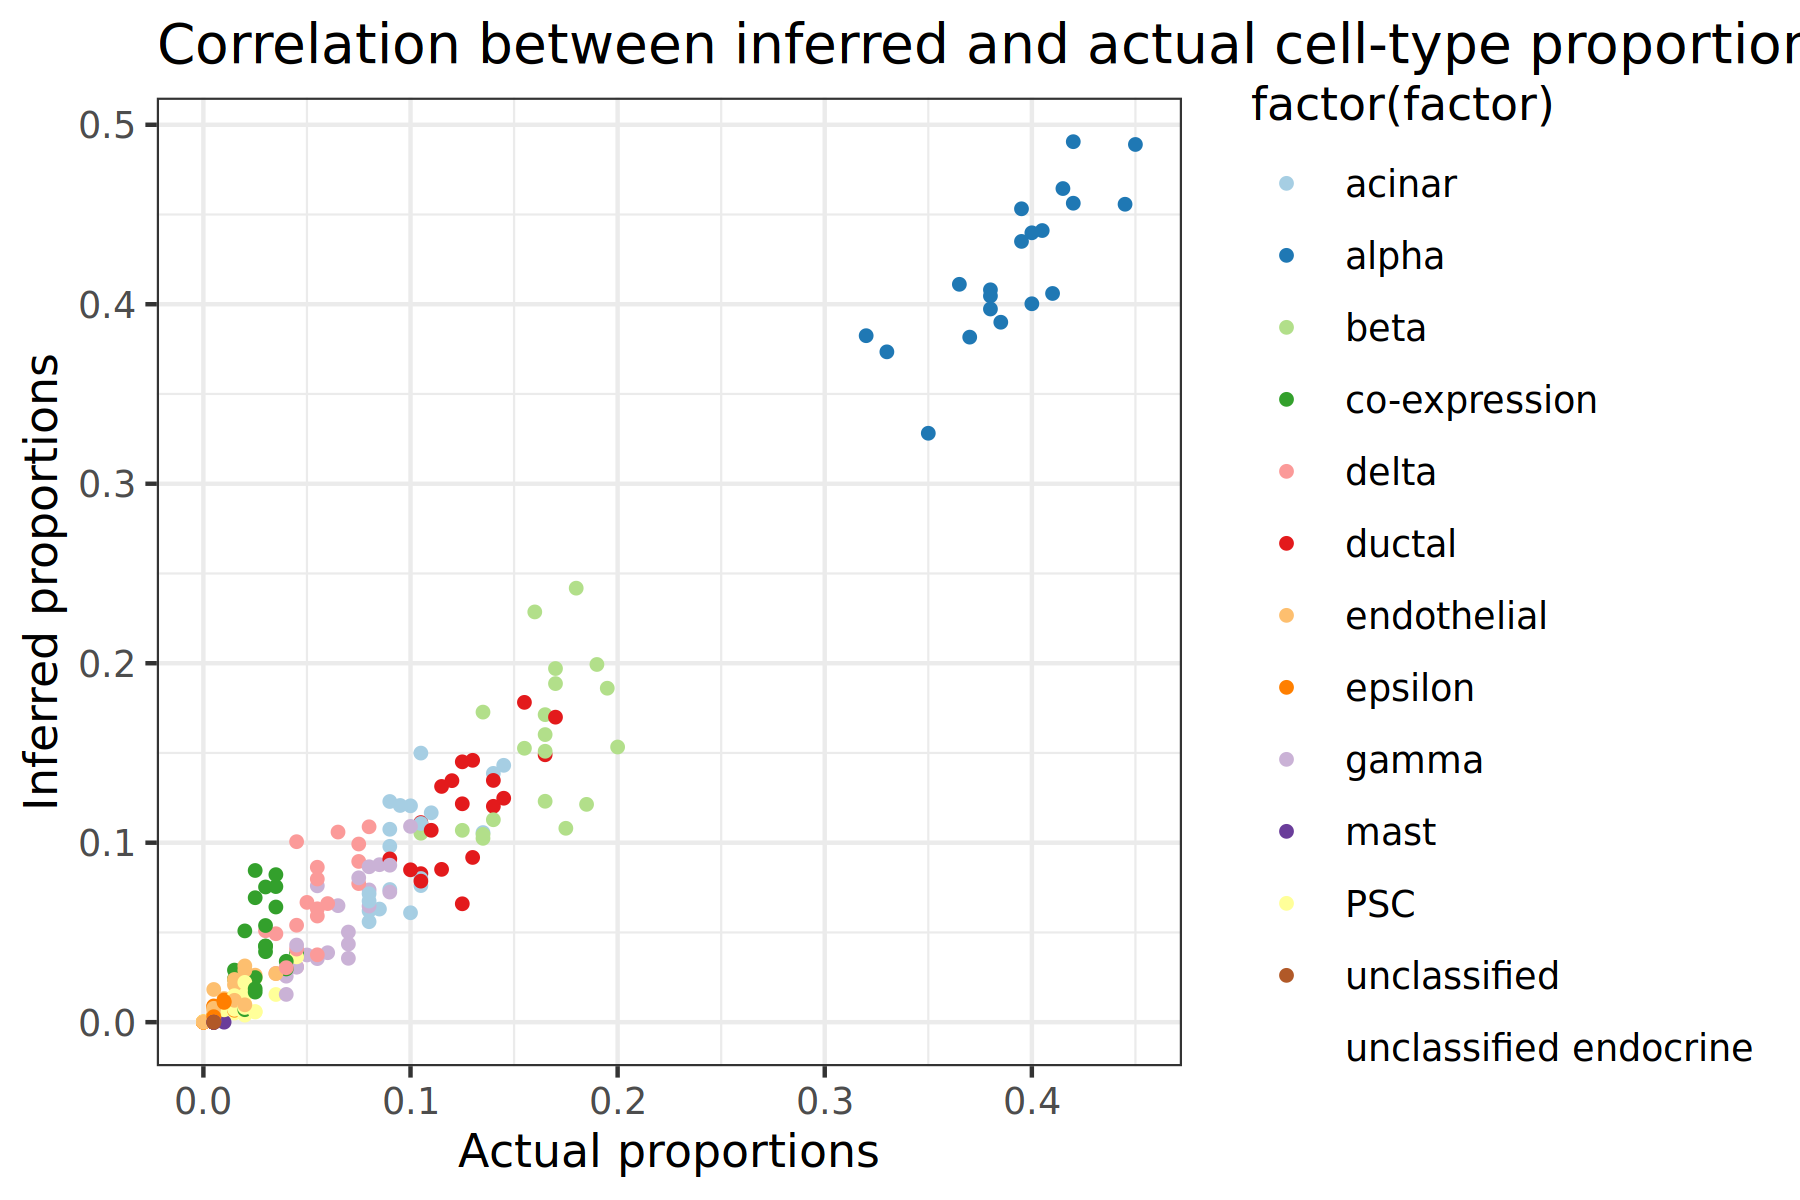 Correlation between inferred and actual cell-type proportion
factor(factor)
acinar
alpha
beta
co-expression
delta
ductal
endothelial
epsilon
gamma
mast
PSC
unclassified
unclassified endocrine
Inferred proportions
0.5
0.4
0.3
0.2
0.1
0.0
0.0 0.1 0.2 0.3 0.4
Actual proportions